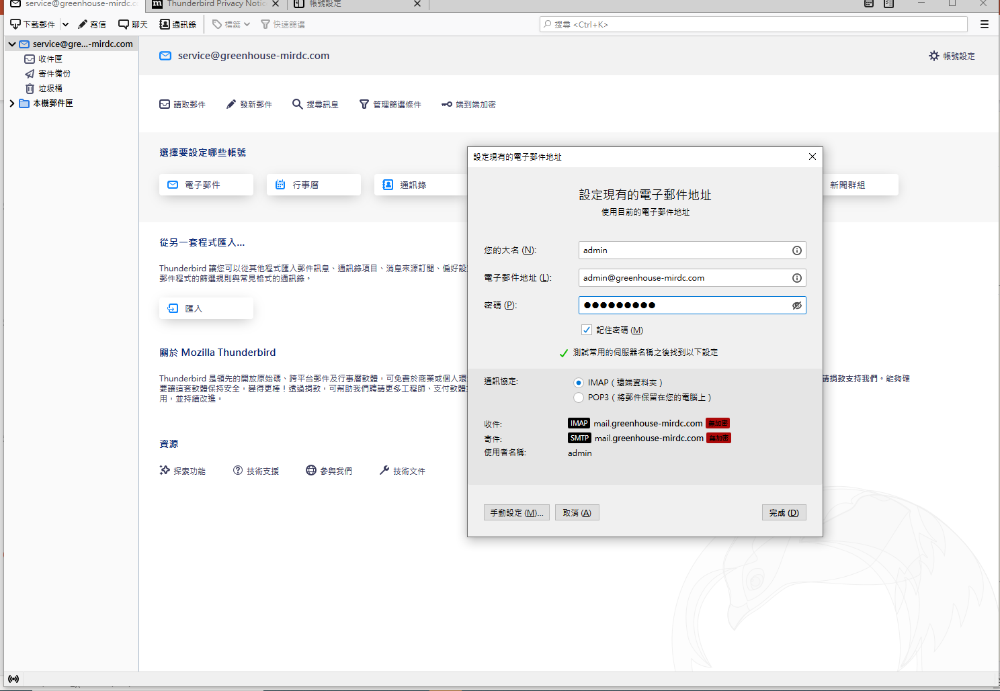 service@greenhouse-mirdc.c
Thunderbird Privacy Notic
帳號設定
下載郵件
寫信
聊天
通訊錄
標籤
快速篩選
搜尋 <Ctrl+K>
service@gre...-mirdc.com
收件匣
寄件備份
垃圾桶
本機郵件匣
service@greenhouse-mirdc.com
帳號設定
讀取郵件
發新郵件
搜尋訊息
管理篩選條件
端到端加密
選擇要設定哪些帳號
電子郵件
行事曆
通訊錄
新聞群組
從另一套程式匯入...
Thunderbird 讓您可以從其他程式匯入郵件訊息、通訊錄項目、消息來源訂閱、偏好設
郵件程式的篩選規則與常見格式的通訊錄。
匯入
關於 Mozilla Thunderbird
Thunderbird 是領先的開放原始碼、跨平台郵件及行事曆軟體，可免費於商業或個人環
請捐款支持我們。能夠確
要讓這套軟體保持安全，變得更棒！透過捐款，可幫助我們聘請更多工程師、支付軟體
用，並持續改進。
資源
探索功能
技術支援
參與我們
技術文件
設定現有的電子郵件地址
設定現有的電子郵件地址
使用目前的電子郵件地址
您的大名 (N):
admin
電子郵件地址 (L):
admin@greenhouse-mirdc.com
密碼 (P):
●●●●●●●●●
記住密碼 (M)
測試常用的伺服器名稱之後找到以下設定
通訊協定:
IMAP（遠端資料夾）
POP3（將郵件保留在您的電腦上）
收件:
IMAP mail.greenhouse-mirdc.com 無加密
寄件:
SMTP mail.greenhouse-mirdc.com 無加密
使用者名稱:
admin
手動設定 (M)...
取消 (A)
完成 (D)